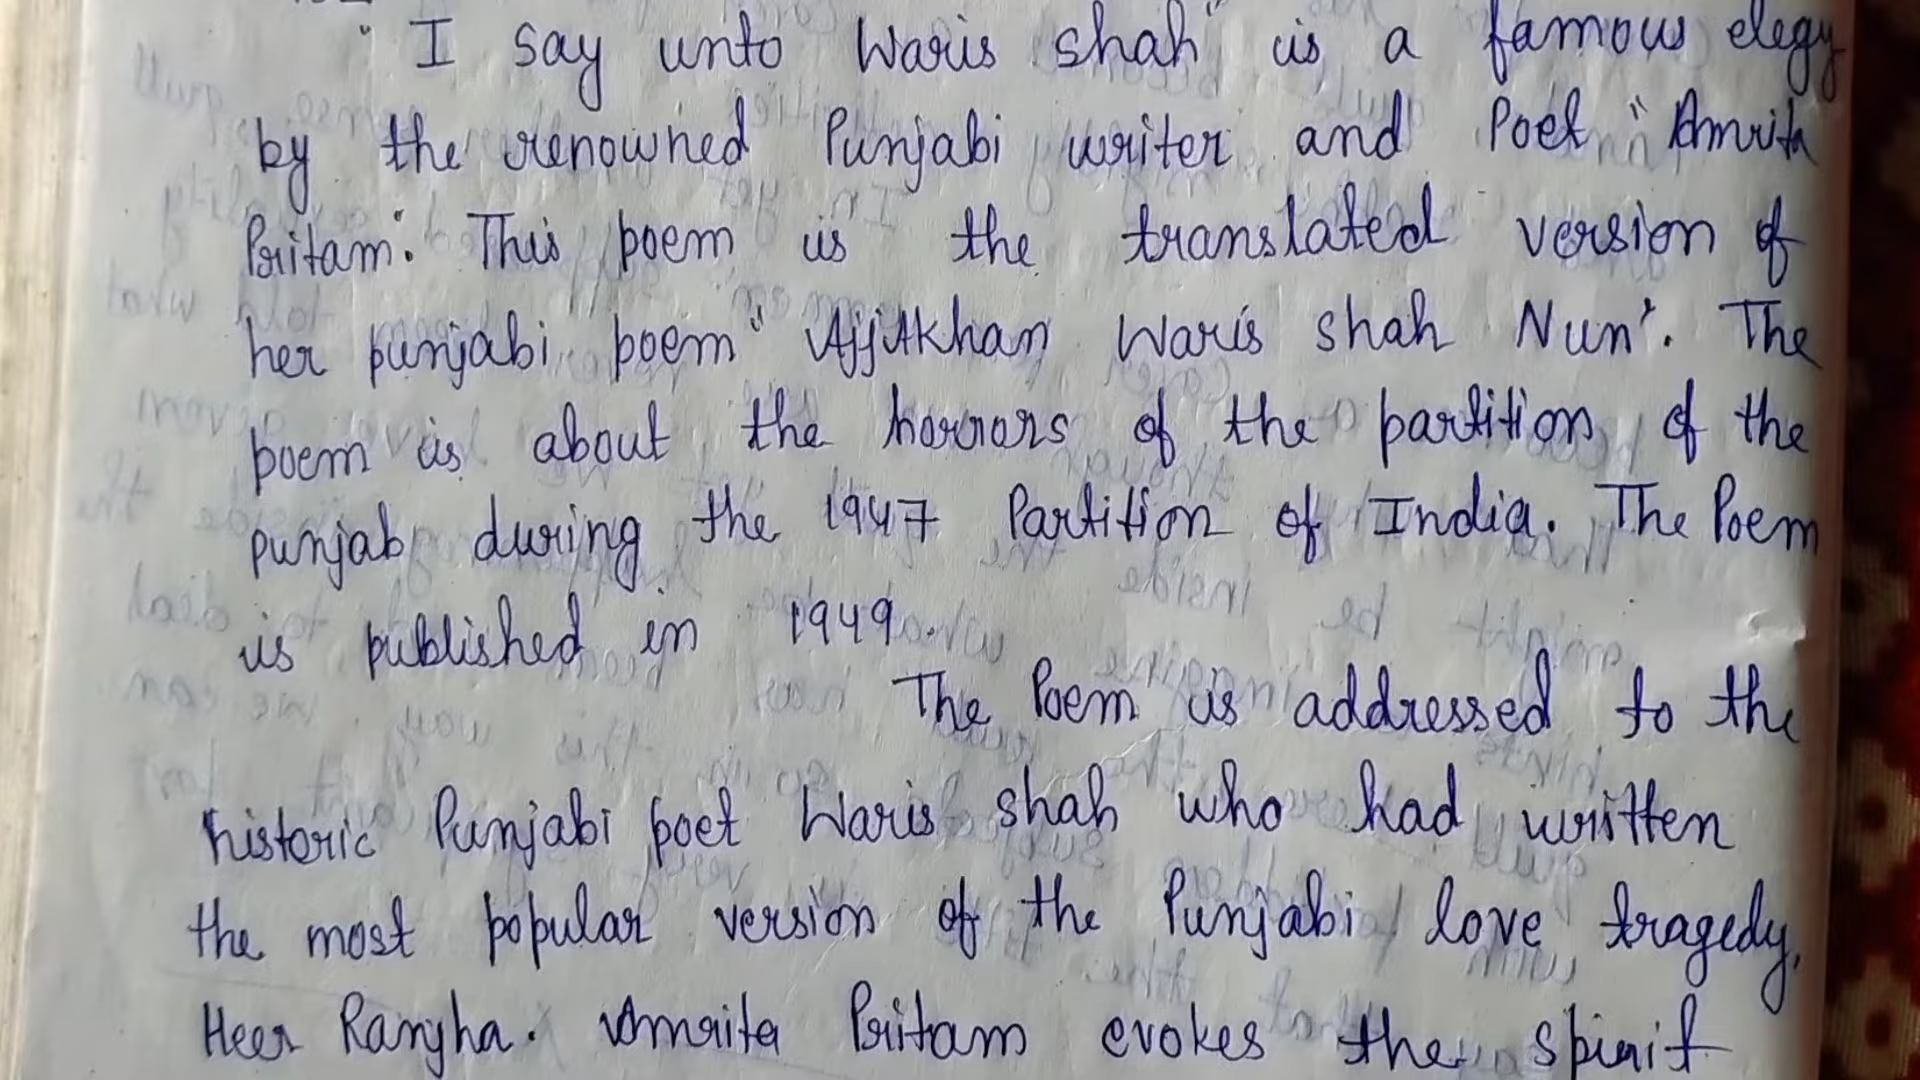 "I say unto Waris shah" is a famous elegy
by the renowned Punjabi writer and Poet "Amrita
Pritam". This poem is the translated version of
her punjabi poem "Ajj Akhan Waris shah Nun". The
poem is about the horrors of the partition of the
punjab during the 1947 Partition of India. The Poem
is published in 1949.
The Poem is addressed to the
historic Punjabi poet Waris shah who had written
the most popular version of the Punjabi love tragedy,
Heer Ranjha. Amrita Pritam evokes the spirit